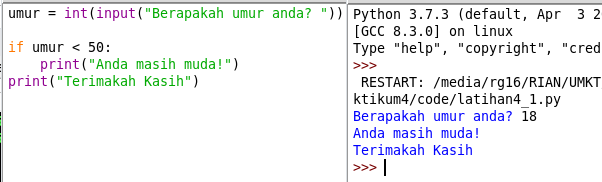 umur = int(input("Berapakah umur anda? "))
if umur < 50:
    print("Anda masih muda!")
print("Terimakah Kasih")
Python 3.7.3 (default, Apr  3 2
[GCC 8.3.0] on linux
Type "help", "copyright", "cred
>>>
 RESTART: /media/rg16/RIAN/UMKT
ktikum4/code/latihan4_1.py
Berapakah umur anda? 18
Anda masih muda!
Terimakah Kasih
>>>